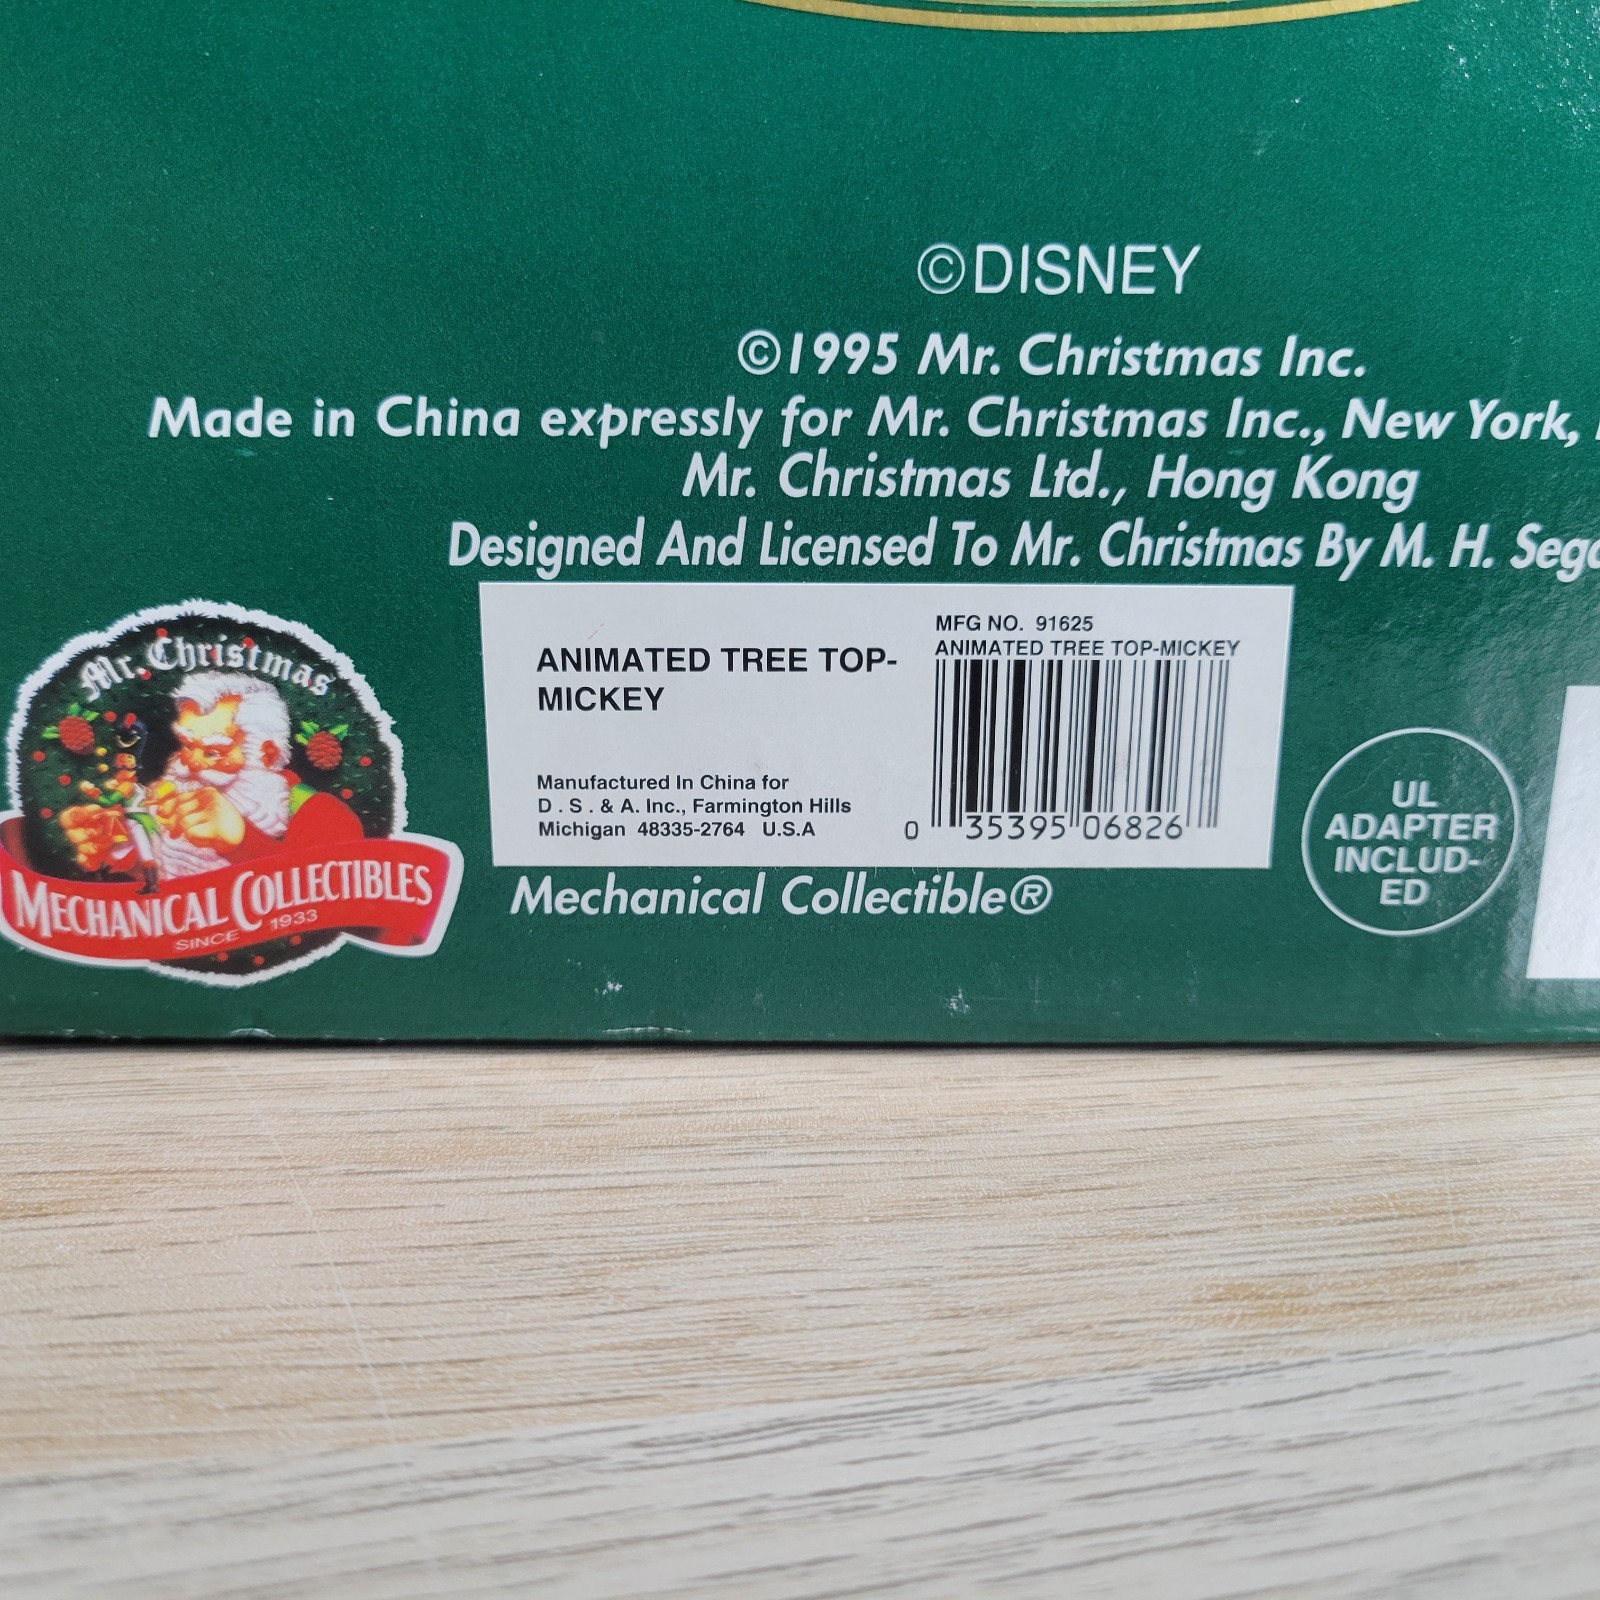 ©DISNEY
©1995 Mr. Christmas Inc.
Made in China expressly for Mr. Christmas Inc., New York,
Mr. Christmas Ltd., Hong Kong
Designed And Licensed To Mr. Christmas By M. H.
Mr. Christmas
MECHANICAL COLLECTIBLES
SINCE 1933
ANIMATED TREE TOP-
MICKEY
Manufactured In China for
D . S . & A. Inc., Farmington Hills
Michigan 48335-2764 U.S.A
MFG NO. 91625
ANIMATED TREE TOP-MICKEY
0 35395 06826
Mechanical Collectible®
UL
ADAPTER
INCLUD-
ED